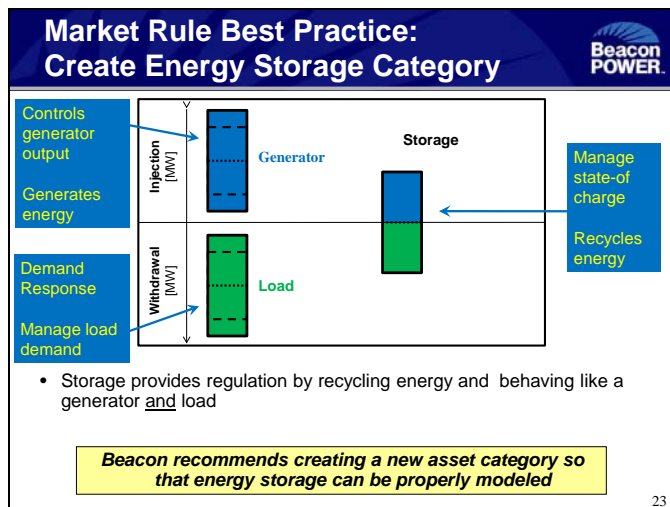 Market Rule Best Practice:
Create Energy Storage Category
Beacon
POWER.
Controls
generator
output
Generates
energy
Injection
[MW]
Generator
Storage
Manage
state-of
charge
Recycles
energy
Demand
Response
Manage load
demand
Withdrawal
[MW]
Load
• Storage provides regulation by recycling energy and behaving like a
generator and load
Beacon recommends creating a new asset category so
that energy storage can be properly modeled
23